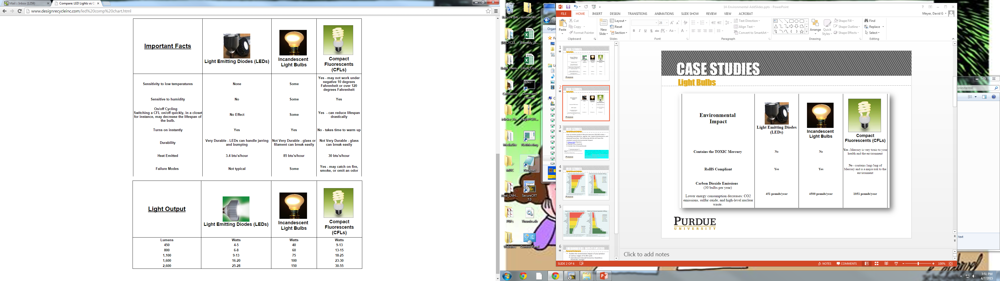 Mail :: Inbox (1259)
Compare: LED Lights vs C
www.designrecycleinc.com/led%20comp%20chart.html
Important Facts
Light Emitting Diodes (LEDs)
Incandescent
Light Bulbs
Compact
Fluorescents
(CFLs)
Sensitivity to low temperatures
None
Some
Yes - may not work under
negative 10 degrees
Fahrenheit or over 120
degrees Fahrenheit
Sensitive to humidity
No
Some
Yes
On/off Cycling
Switching a CFL on/off quickly, in a closet
for instance, may decrease the lifespan of
the bulb.
No Effect
Some
Yes - can reduce lifespan
drastically
Turns on instantly
Yes
Yes
No - takes time to warm up
Durability
Very Durable - LEDs can handle jarring
and bumping
Not Very Durable - glass or
filament can break easily
Not Very Durable - glass
can break easily
Heat Emitted
3.4 btu's/hour
85 btu's/hour
30 btu's/hour
Failure Modes
Not typical
Some
Yes - may catch on fire,
smoke, or omit an odor
Light Output
Light Emitting Diodes (LEDs)
Incandescent
Light Bulbs
Compact
Fluorescents
(CFLs)
Lumens Watts Watts Watts
450 4-5 40 9-13
800 6-8 60 13-15
1,100 9-13 75 18-25
1,600 16-20 100 23-30
2,600 25-28 150 30-55
Recycle Bin
asmide340...
SRECYCLE...
Biweekly_St...
Boldt_Mem...
CmpE_Cou...
Colloquim
Command
Prompt
iclicker_Fir...
EaglePCBT...
MediaSite
NetMeeting
MISC
Notepad
New_CNH...
SecureCRT
7.0
PDFs
Thumbs.db
Websites
Control Panel
Organ
14-Environmental-AddSlides.pptx - PowerPoint
FILE HOME INSERT DESIGN TRANSITIONS ANIMATIONS SLIDE SHOW REVIEW VIEW ACROBAT
Meyer, David G
Paste
Cut
Copy
Format Painter
Clipboard
New
Slide
Layout
Reset
Section
Slides
28
Font
Text Direction
Align Text
Convert to SmartArt
Paragraph
Arrange
Quick
Styles
Shape Fill
Shape Outline
Shape Effects
Drawing
Find
Replace
Select
Editing
1
2
3
4
5
6
CASE STUDIES
Light Bulbs
Environmental
Impact
Light Emitting Diodes
(LEDs)
Incandescent
Light Bulbs
Compact
Fluorescents (CFLs)
Contains the TOXIC Mercury
No
No
Yes - Mercury is very toxic to your
health and the environment
RoHS Compliant
Yes
Yes
No - contains 1mg-5mg of
Mercury and is a major risk to the
environment
Carbon Dioxide Emissions
(30 bulbs per year)
Lower energy consumption decreases: CO2
emissions, sulfur oxide, and high-level nuclear
waste.
451 pounds/year
4500 pounds/year
1051 pounds/year
PURDUE
UNIVERSITY
Click to add notes
SLIDE 2 OF 6
NOTES
COMMENTS
100%
text
3:51 PM
4/7/2015